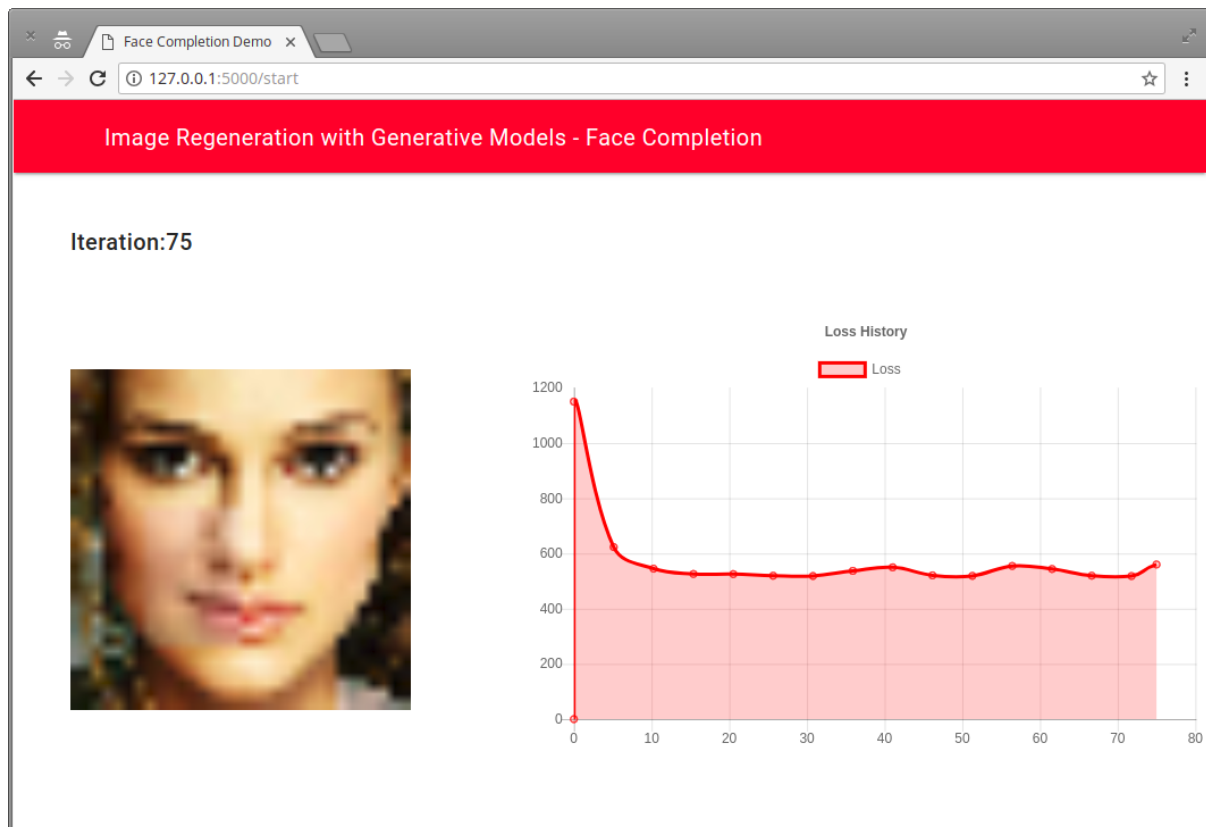 Face Completion Demo
127.0.0.1:5000/start
Image Regeneration with Generative Models - Face Completion
Iteration:75
Loss History
Loss
1200
1000
800
600
400
200
0
0 10 20 30 40 50 60 70 80